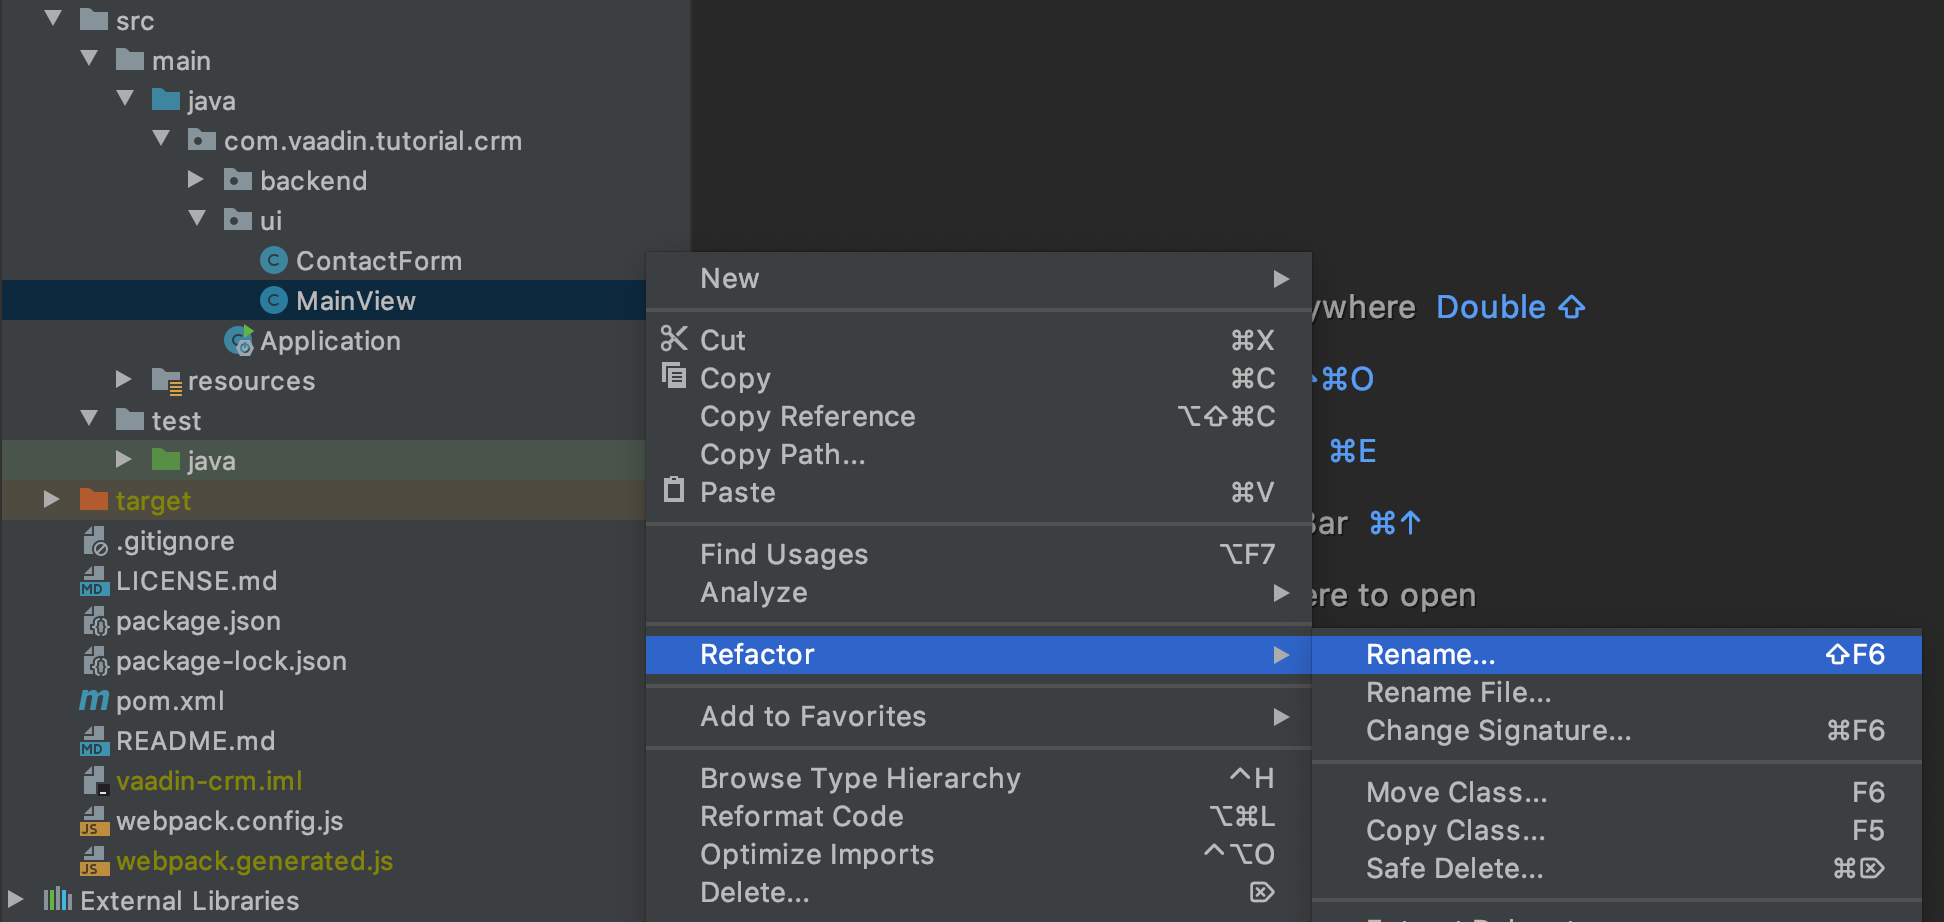 src
main
java
com.vaadin.tutorial.crm
backend
ui
C ContactForm
C MainView
Application
resources
test
java
target
.gitignore
MD LICENSE.md
package.json
package-lock.json
m pom.xml
MD README.md
vaadin-crm.iml
JS webpack.config.js
JS webpack.generated.js
External Libraries
New
Cut ⌘X
Copy ⌘C
Copy Reference ⌥⇧⌘C
Copy Path...
Paste ⌘V
Find Usages ⌥F7
Analyze
Refactor
Add to Favorites
Browse Type Hierarchy ^H
Reformat Code ⌥⌘L
Optimize Imports ^⌥O
Delete... ⌦
Double ⇧
⌘O
⌘E
⌘↑
to open
Rename... ⇧F6
Rename File...
Change Signature... ⌘F6
Move Class... F6
Copy Class... F5
Safe Delete... ⌘⌦